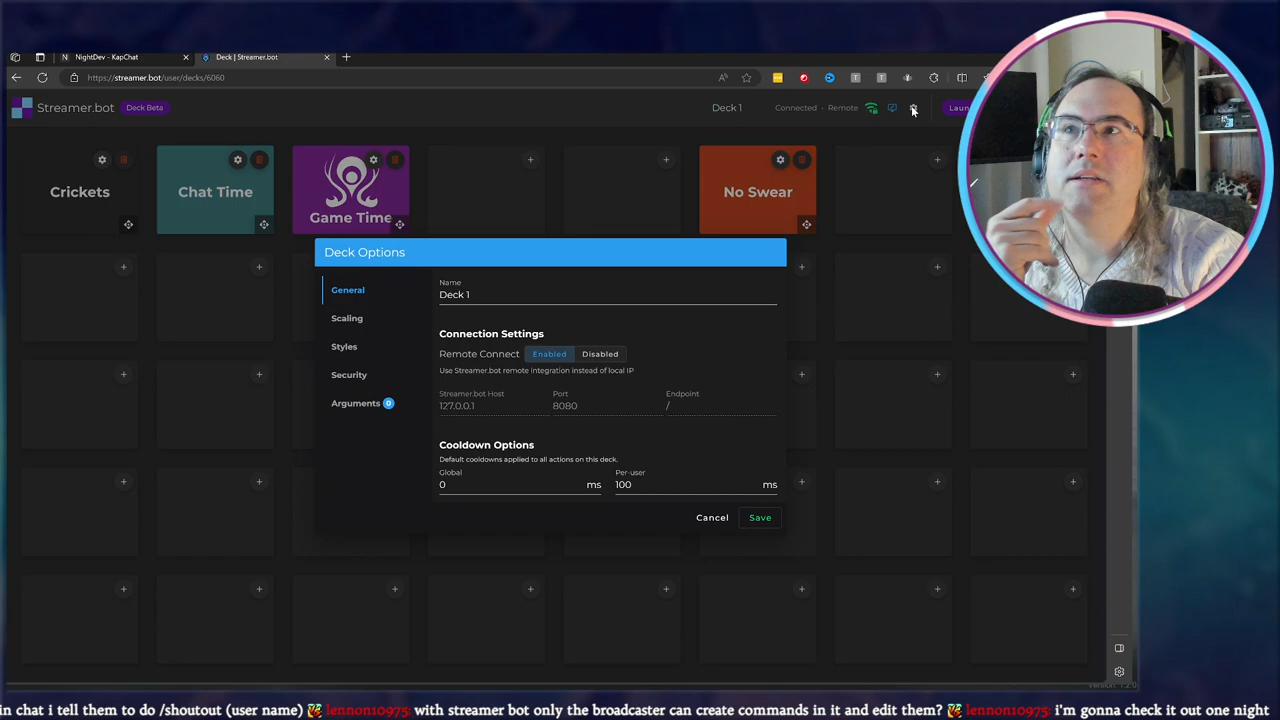 NightDev - KapChat
Deck | Streamer.bot
https://streamer.bot/user/decks/6060
Streamer.bot
Deck Beta
Deck 1
Connected · Remote
Crickets
Chat Time
Game Time
No Swear
Deck Options
General
Scaling
Styles
Security
Arguments 0
Name
Deck 1
Connection Settings
Remote Connect Enabled Disabled
Use Streamer.bot remote integration instead of local IP
Streamer.bot Host Port Endpoint
127.0.0.1 8080 /
Cooldown Options
Default cooldowns applied to all actions on this deck.
Global Per-user
0 ms 100 ms
Cancel Save
in chat i tell them to do /shoutout (user name) lennon10975: with streamer bot only the broadcaster can create commands in it and edit them? lennon10975: i'm gonna check it out one night